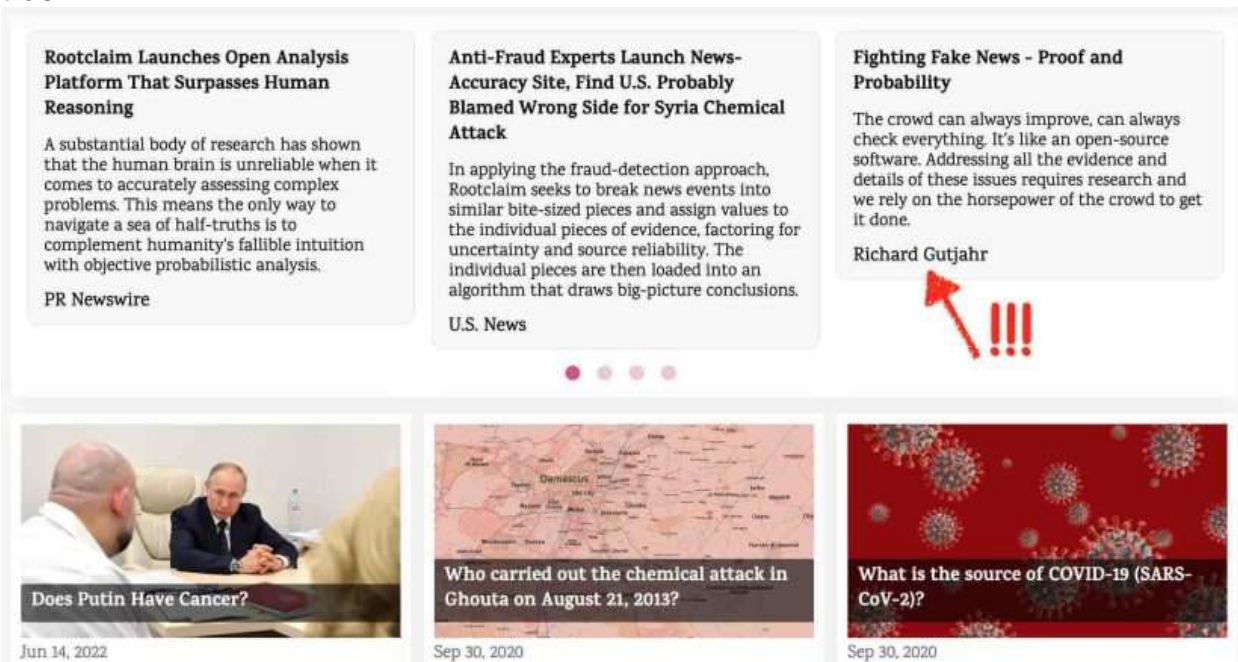 Rootclaim Launches Open Analysis
Platform That Surpasses Human
Reasoning
A substantial body of research has shown
that the human brain is unreliable when it
comes to accurately assessing complex
problems. This means the only way to
navigate a sea of half-truths is to
complement humanity's fallible intuition
with objective probabilistic analysis.
PR Newswire
Anti-Fraud Experts Launch News-
Accuracy Site, Find U.S. Probably
Blamed Wrong Side for Syria Chemical
Attack
In applying the fraud-detection approach,
Rootclaim seeks to break news events into
similar bite-sized pieces and assign values to
the individual pieces of evidence, factoring for
uncertainty and source reliability. The
individual pieces are then loaded into an
algorithm that draws big-picture conclusions.
U.S. News
Fighting Fake News - Proof and
Probability
The crowd can always improve, can always
check everything. It's like an open-source
software. Addressing all the evidence and
details of these issues requires research and
we rely on the horsepower of the crowd to get
it done.
Richard Gutjahr
!!!
Does Putin Have Cancer?
Jun 14, 2022
Damascus
Who carried out the chemical attack in
Ghouta on August 21, 2013?
Sep 30, 2020
What is the source of COVID-19 (SARS-
CoV-2)?
Sep 30, 2020